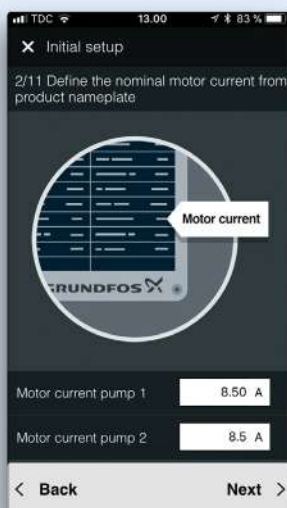 TDC 13.00 83 %
X Initial setup
2/11 Define the nominal motor current from
product nameplate
Motor current
GRUNDFOS X
Motor current pump 1 8.50 A
Motor current pump 2 8.5 A
< Back Next >